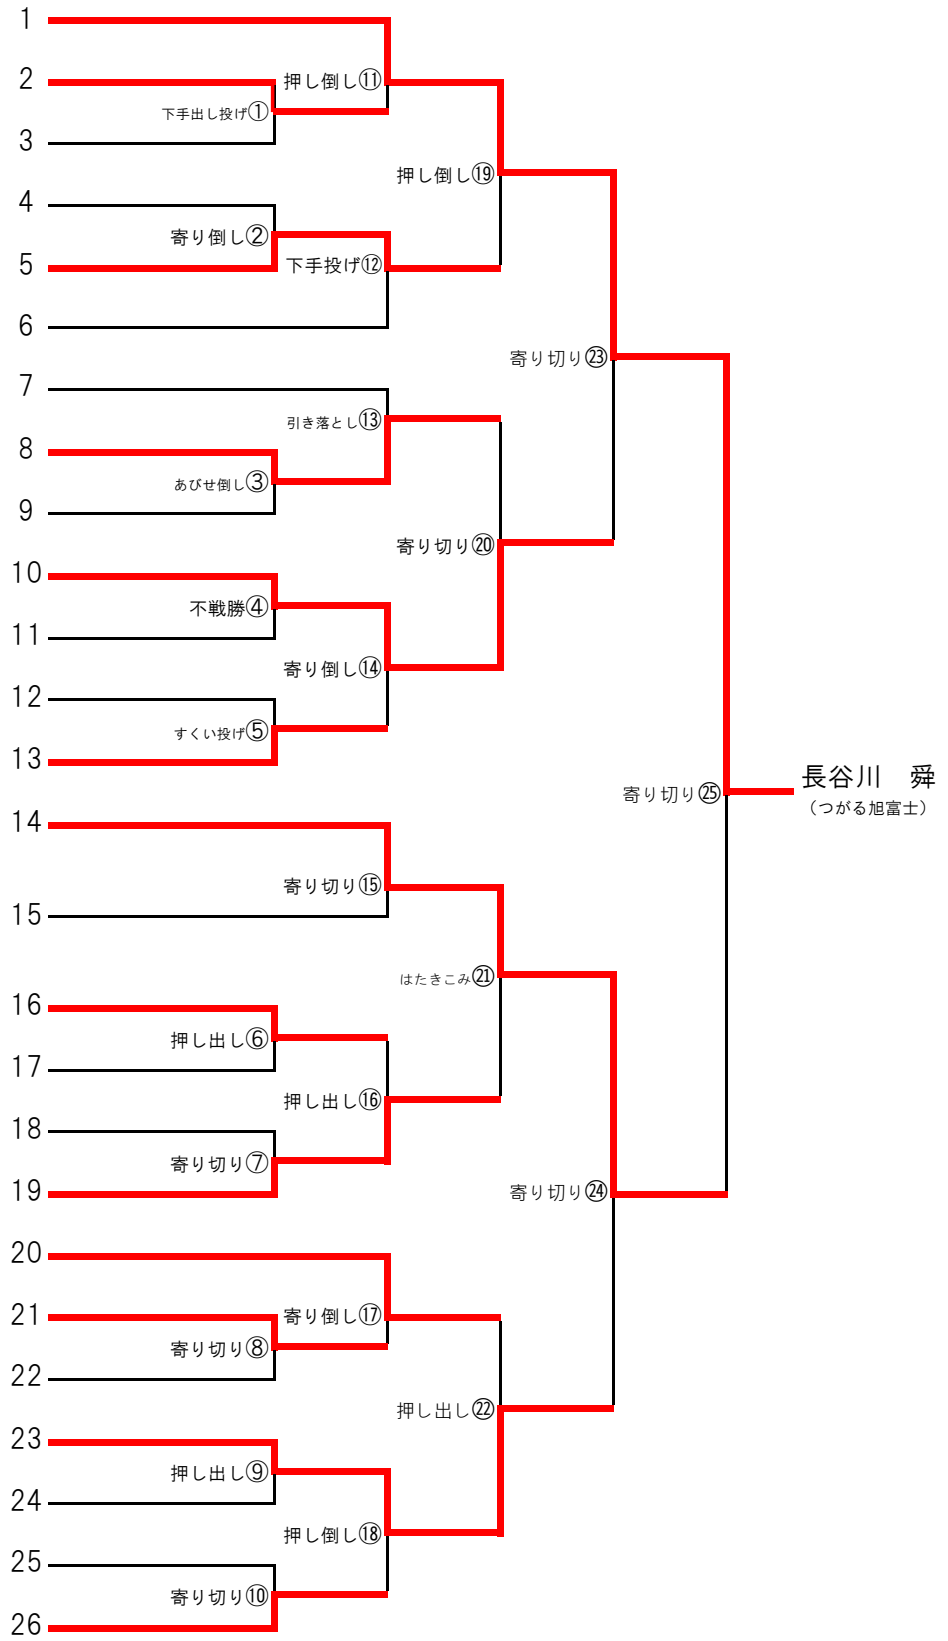 1
2
押し倒し⑪
下手出し投げ①
3
押し倒し⑲
4
寄り倒し②
5
下手投げ⑫
6
寄り切り㉓
7
引き落とし⑬
8
あびせ倒し③
9
寄り切り⑳
10
不戦勝④
11
寄り倒し⑭
12
すくい投げ⑤
13
長谷川　舜
寄り切り㉕
（つがる旭富士）
14
寄り切り⑮
15
はたきこみ㉑
16
押し出し⑥
17
押し出し⑯
18
寄り切り⑦
19
寄り切り㉔
20
21
寄り倒し⑰
寄り切り⑧
22
押し出し㉒
23
押し出し⑨
24
押し倒し⑱
25
寄り切り⑩
26